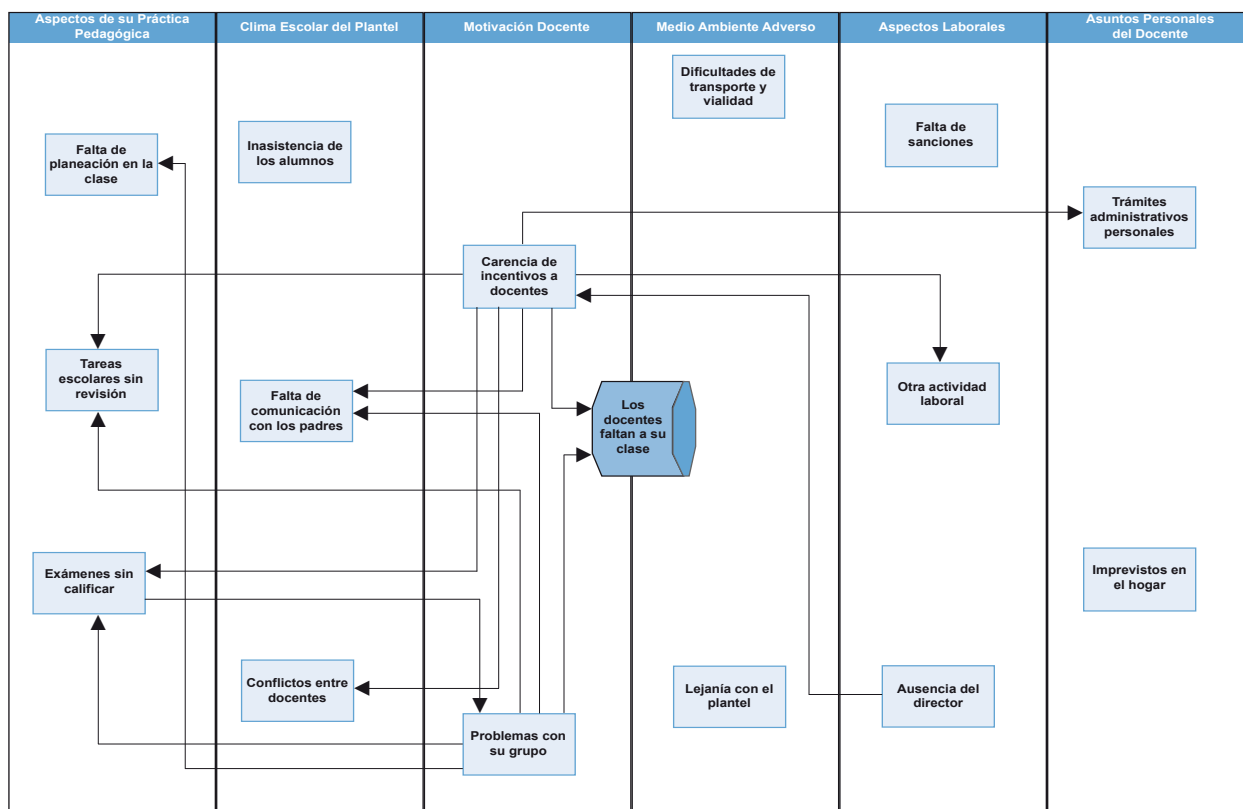 Aspectos de su Práctica
Pedagógica
Clima Escolar del Plantel
Motivación Docente
Medio Ambiente Adverso
Aspectos Laborales
Asuntos Personales
del Docente
Falta de
planeación en la
clase
Tareas
escolares sin
revisión
Exámenes sin
calificar
Inasistencia de
los alumnos
Falta de
comunicación
con los padres
Conflictos entre
docentes
Carencia de
incentivos a
docentes
Problemas con
su grupo
Los
docentes
faltan a su
clase
Dificultades de
transporte y
vialidad
Lejanía con el
plantel
Falta de
sanciones
Otra actividad
laboral
Ausencia del
director
Trámites
administrativos
personales
Imprevistos en
el hogar